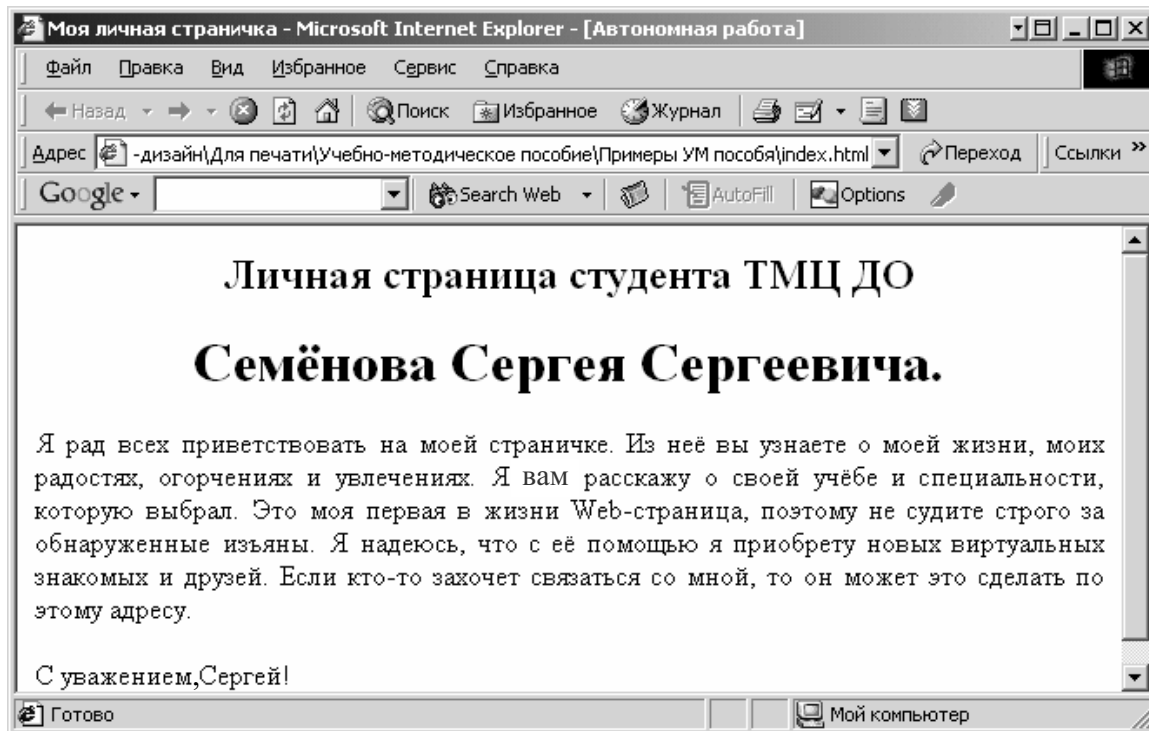 Моя личная страничка - Microsoft Internet Explorer - [Автономная работа]
Файл Правка Вид Избранное Сервис Справка
Назад Поиск Избранное Журнал
Адрес -дизайн\Для печати\Учебно-методическое пособие\Примеры УМ пособя\index.html Переход Ссылки »
Google Search Web AutoFill Options
Личная страница студента ТМЦ ДО
Семёнова Сергея Сергеевича.
Я рад всех приветствовать на моей страничке. Из неё вы узнаете о моей жизни, моих
радостях, огорчениях и увлечениях. Я вам расскажу о своей учёбе и специальности,
которую выбрал. Это моя первая в жизни Web-страница, поэтому не судите строго за
обнаруженные изъяны. Я надеюсь, что с её помощью я приобрету новых виртуальных
знакомых и друзей. Если кто-то захочет связаться со мной, то он может это сделать по
этому адресу.
С уважением,Сергей!
Готово Мой компьютер